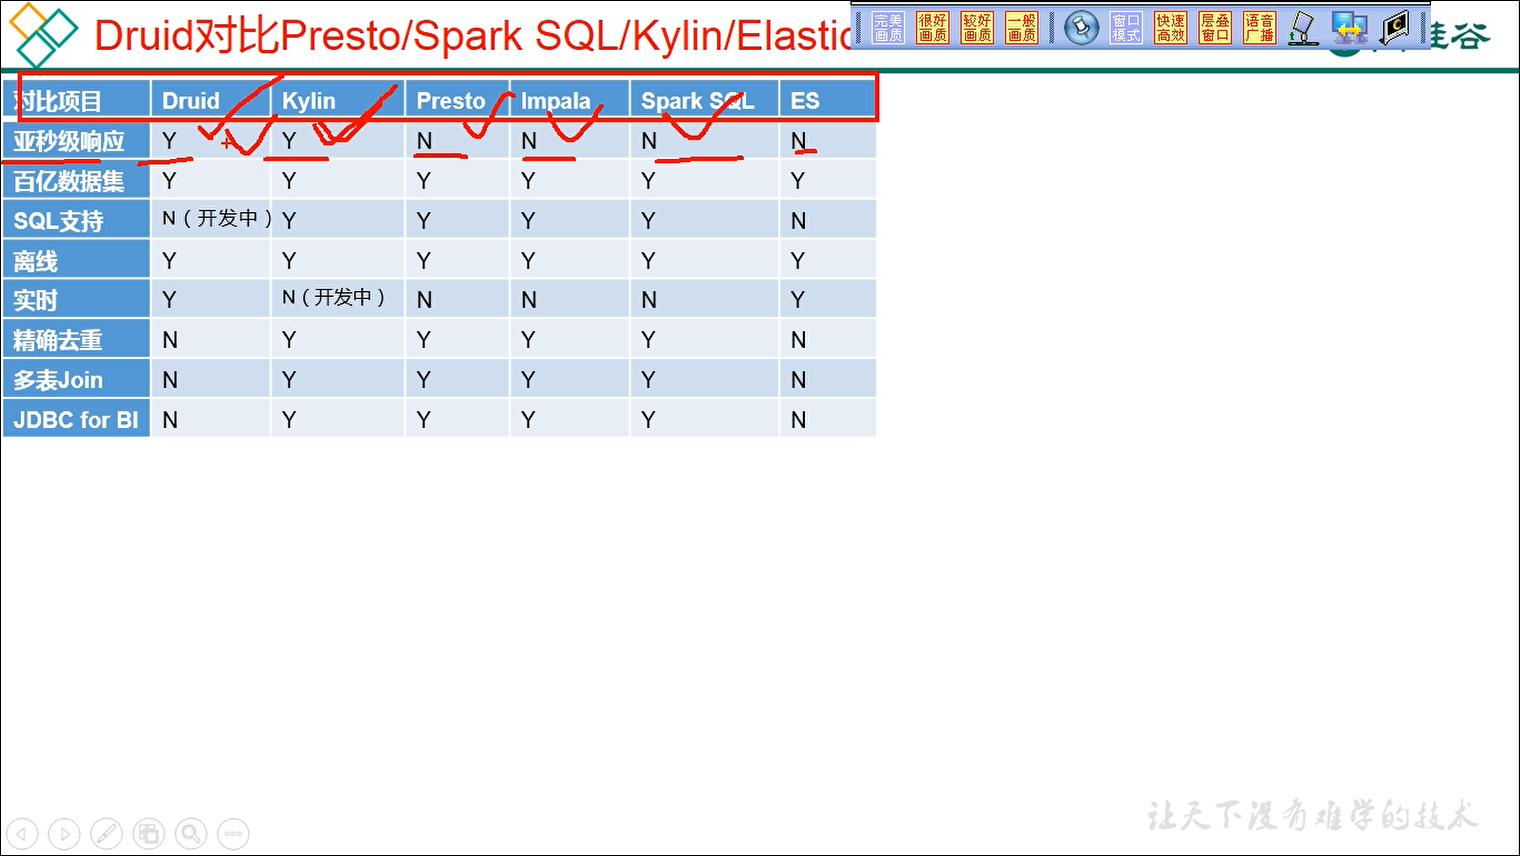 Druid对比Presto/Spark SQL/Kylin/Elastic
完美画质 很好画质 较好画质 一般画质 窗口模式 快速高效 层叠窗口 语音广播
谷
对比项目 Druid Kylin Presto Impala Spark SQL ES
亚秒级响应 Y Y N N N N
百亿数据集 Y Y Y Y Y Y
SQL支持 N（开发中） Y Y Y Y N
离线 Y Y Y Y Y Y
实时 Y N（开发中） N N N Y
精确去重 N Y Y Y Y N
多表Join N Y Y Y Y N
JDBC for BI N Y Y Y Y N
让天下没有难学的技术